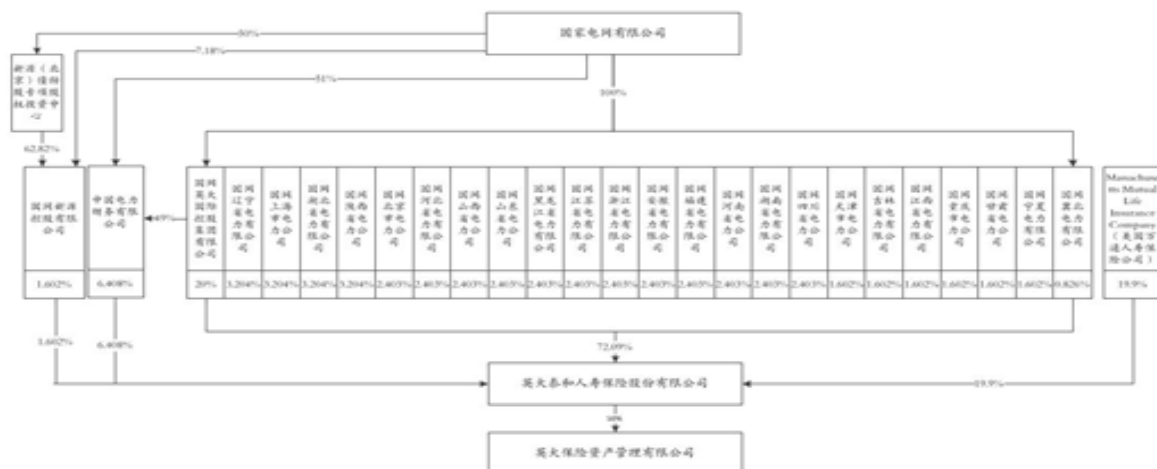 国家电网有限公司
50%
7.18%
51%
100%
62.82%
国网新源
控股有限
公司
1.602%
中国电力
财务有限
公司
6.408%
49%
国网
英大
国际
控股
集团
有限
公司
20%
国网
辽宁
省电
力有
限公
司
3.204%
国网
上海
市电
力公
司
3.204%
国网
湖北
省电
力有
限公
司
3.204%
国网
陕西
省电
力公
司
3.204%
国网
北京
市电
力公
司
2.403%
国网
河北
省电
力有
限公
司
2.403%
国网
山西
省电
力公
司
2.403%
国网
山东
省电
力公
司
2.403%
国网
黑龙
江省
电力
有限
公司
2.403%
国网
江苏
省电
力有
限公
司
2.403%
国网
浙江
省电
力有
限公
司
2.403%
国网
安徽
省电
力有
限公
司
2.403%
国网
福建
省电
力有
限公
司
2.403%
国网
河南
省电
力公
司
2.403%
国网
湖南
省电
力有
限公
司
2.403%
国网
四川
省电
力公
司
2.403%
国网
天津
市电
力公
司
1.602%
国网
吉林
省电
力有
限公
司
1.602%
国网
江西
省电
力有
限公
司
1.602%
国网
重庆
市电
力公
司
1.602%
国网
甘肃
省电
力公
司
1.602%
国网
宁夏
电力
有限
公司
1.602%
国网
冀北
电力
有限
公司
0.826%
Mutual
Life
Insurance
Company
（美国万
通人寿保
险公司）
19.9%
1.602%
6.408%
72.09%
19.9%
英大泰和人寿保险股份有限公司
英大保险资产管理有限公司